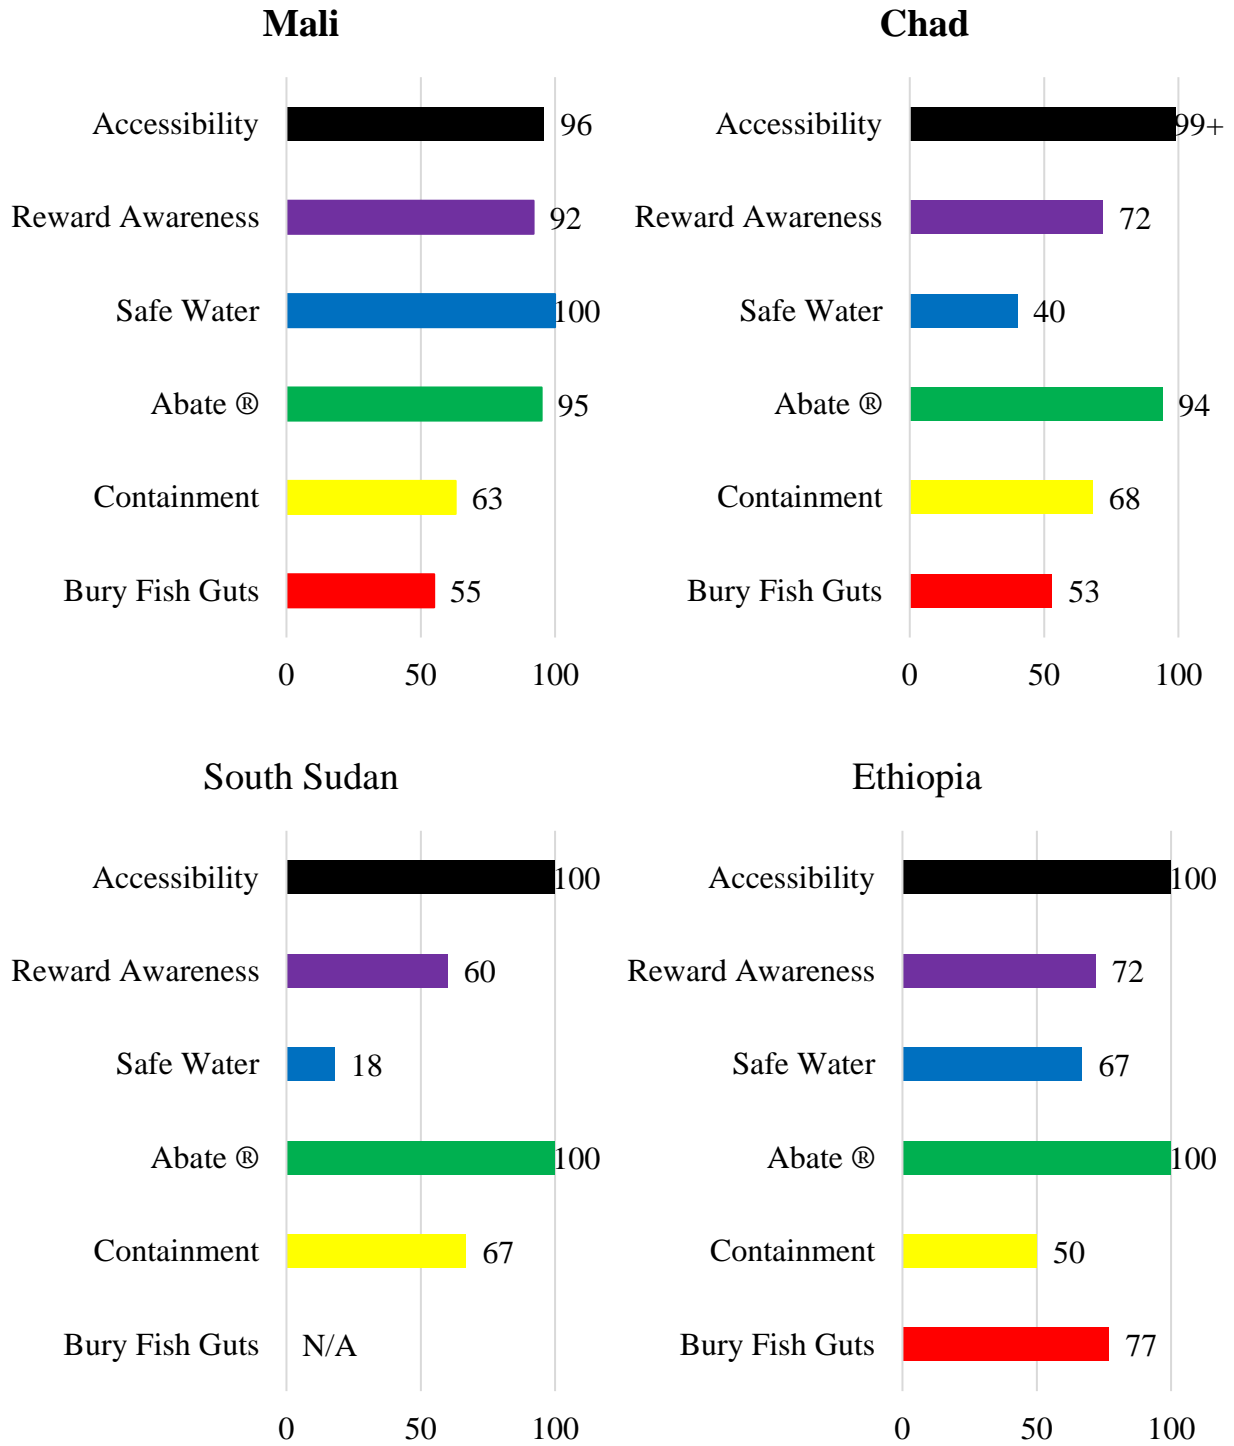 Mali
Accessibility 96
Reward Awareness 92
Safe Water 100
Abate ® 95
Containment 63
Bury Fish Guts 55
0 50 100
Chad
Accessibility 99+
Reward Awareness 72
Safe Water 40
Abate ® 94
Containment 68
Bury Fish Guts 53
0 50 100
South Sudan
Accessibility 100
Reward Awareness 60
Safe Water 18
Abate ® 100
Containment 67
Bury Fish Guts N/A
0 50 100
Ethiopia
Accessibility 100
Reward Awareness 72
Safe Water 67
Abate ® 100
Containment 50
Bury Fish Guts 77
0 50 100